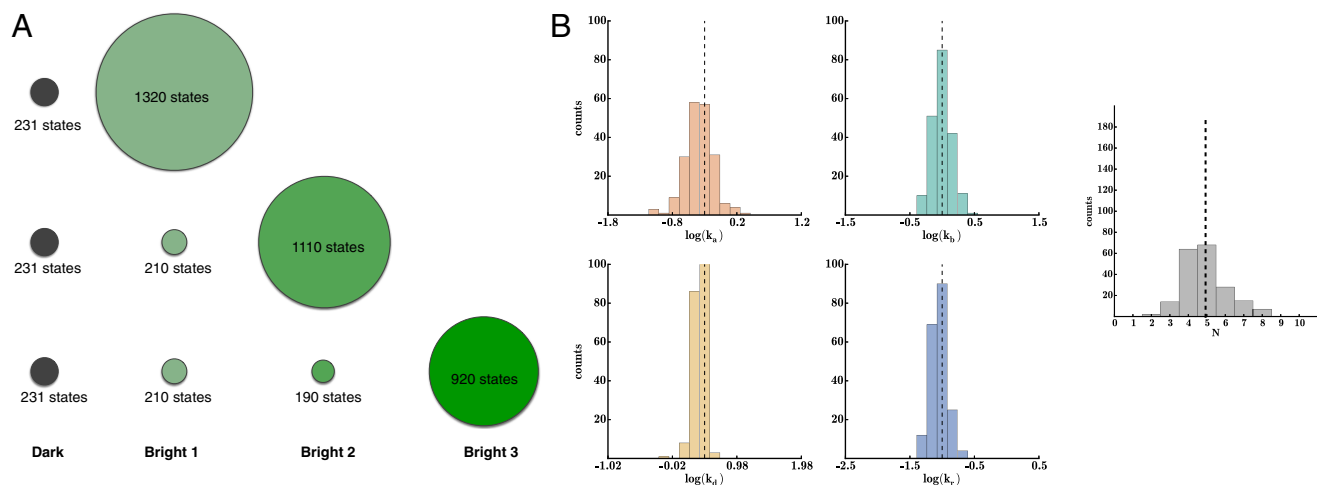 A
1320 states
231 states
1110 states
231 states
210 states
920 states
231 states
210 states
190 states
Dark
Bright 1
Bright 2
Bright 3
B
100
80
60
40
20
counts
-1.8
-0.8
0.2
1.2
log(k_a)
100
80
60
40
20
-1.5
-0.5
0.5
1.5
log(k_b)
100
80
60
40
20
counts
-1.02
-0.02
0.98
1.98
log(k_d)
100
80
60
40
20
-2.5
-1.5
-0.5
0.5
log(k_r)
180
160
140
120
100
80
60
40
20
counts
0 1 2 3 4 5 6 7 8 9 10
N